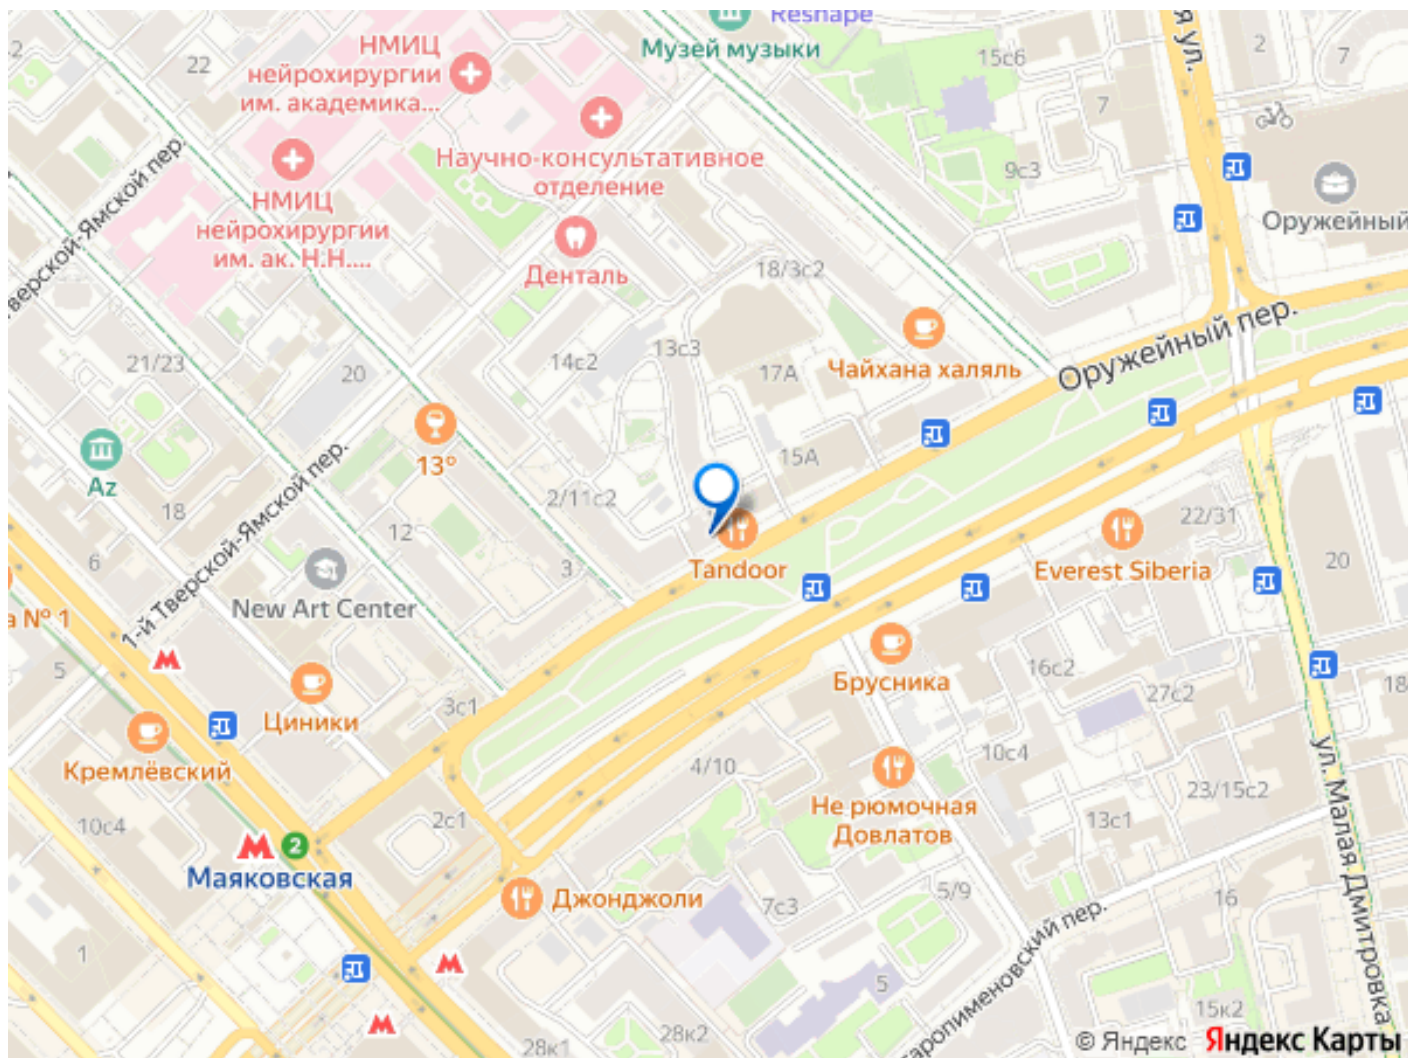 Reshape
Музей музыки
НМИЦ
нейрохирургии
им. академика...
22
15с6
2
7
7
Научно-консультативное
отделение
9с3
Оружейный
НМИЦ
нейрохирургии
им. ак. Н.Н....
Денталь
18/3с2
Оружейный пер.
21/23
20
14с2
13с3
17А
Чайхана халяль
13°
15А
Az
18
2/11с2
12
6
3
1-й Тверской-Ямской пер.
New Art Center
Tandoor
Everest Siberia
22/31
20
а № 1
5
Циники
3с1
Брусника
16с2
27с2
18
Кремлёвский
4/10
10с4
23/15с2
ул. Малая Дмитровка
10с4
2с1
Не рюмочная
Довлатов
13с1
2
Маяковская
Джонджоли
7с3
5/9
16
1
5
15к2
28к2
28к1
© Яндекс Яндекс Карты